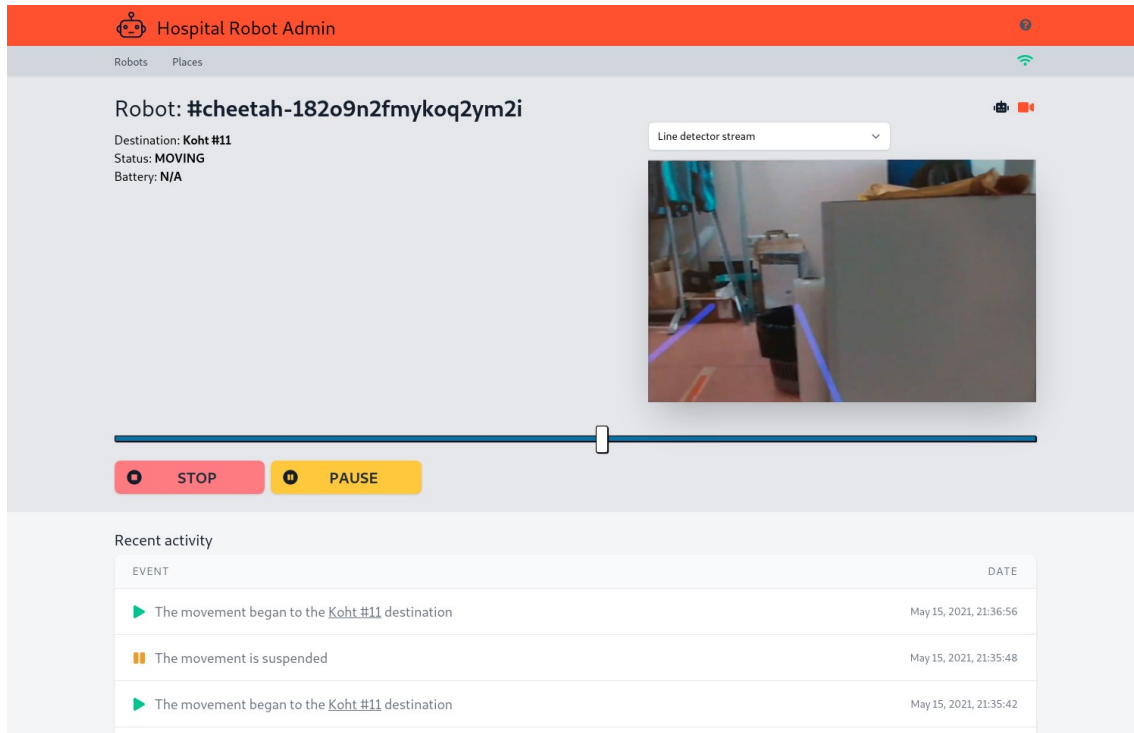 Hospital Robot Admin
Robots Places
Robot: #cheetah-182o9n2fmykoq2ym2i
Destination: Koht #11
Status: MOVING
Battery: N/A
Line detector stream
STOP PAUSE
Recent activity
EVENT DATE
The movement began to the Koht #11 destination May 15, 2021, 21:36:56
The movement is suspended May 15, 2021, 21:35:48
The movement began to the Koht #11 destination May 15, 2021, 21:35:42